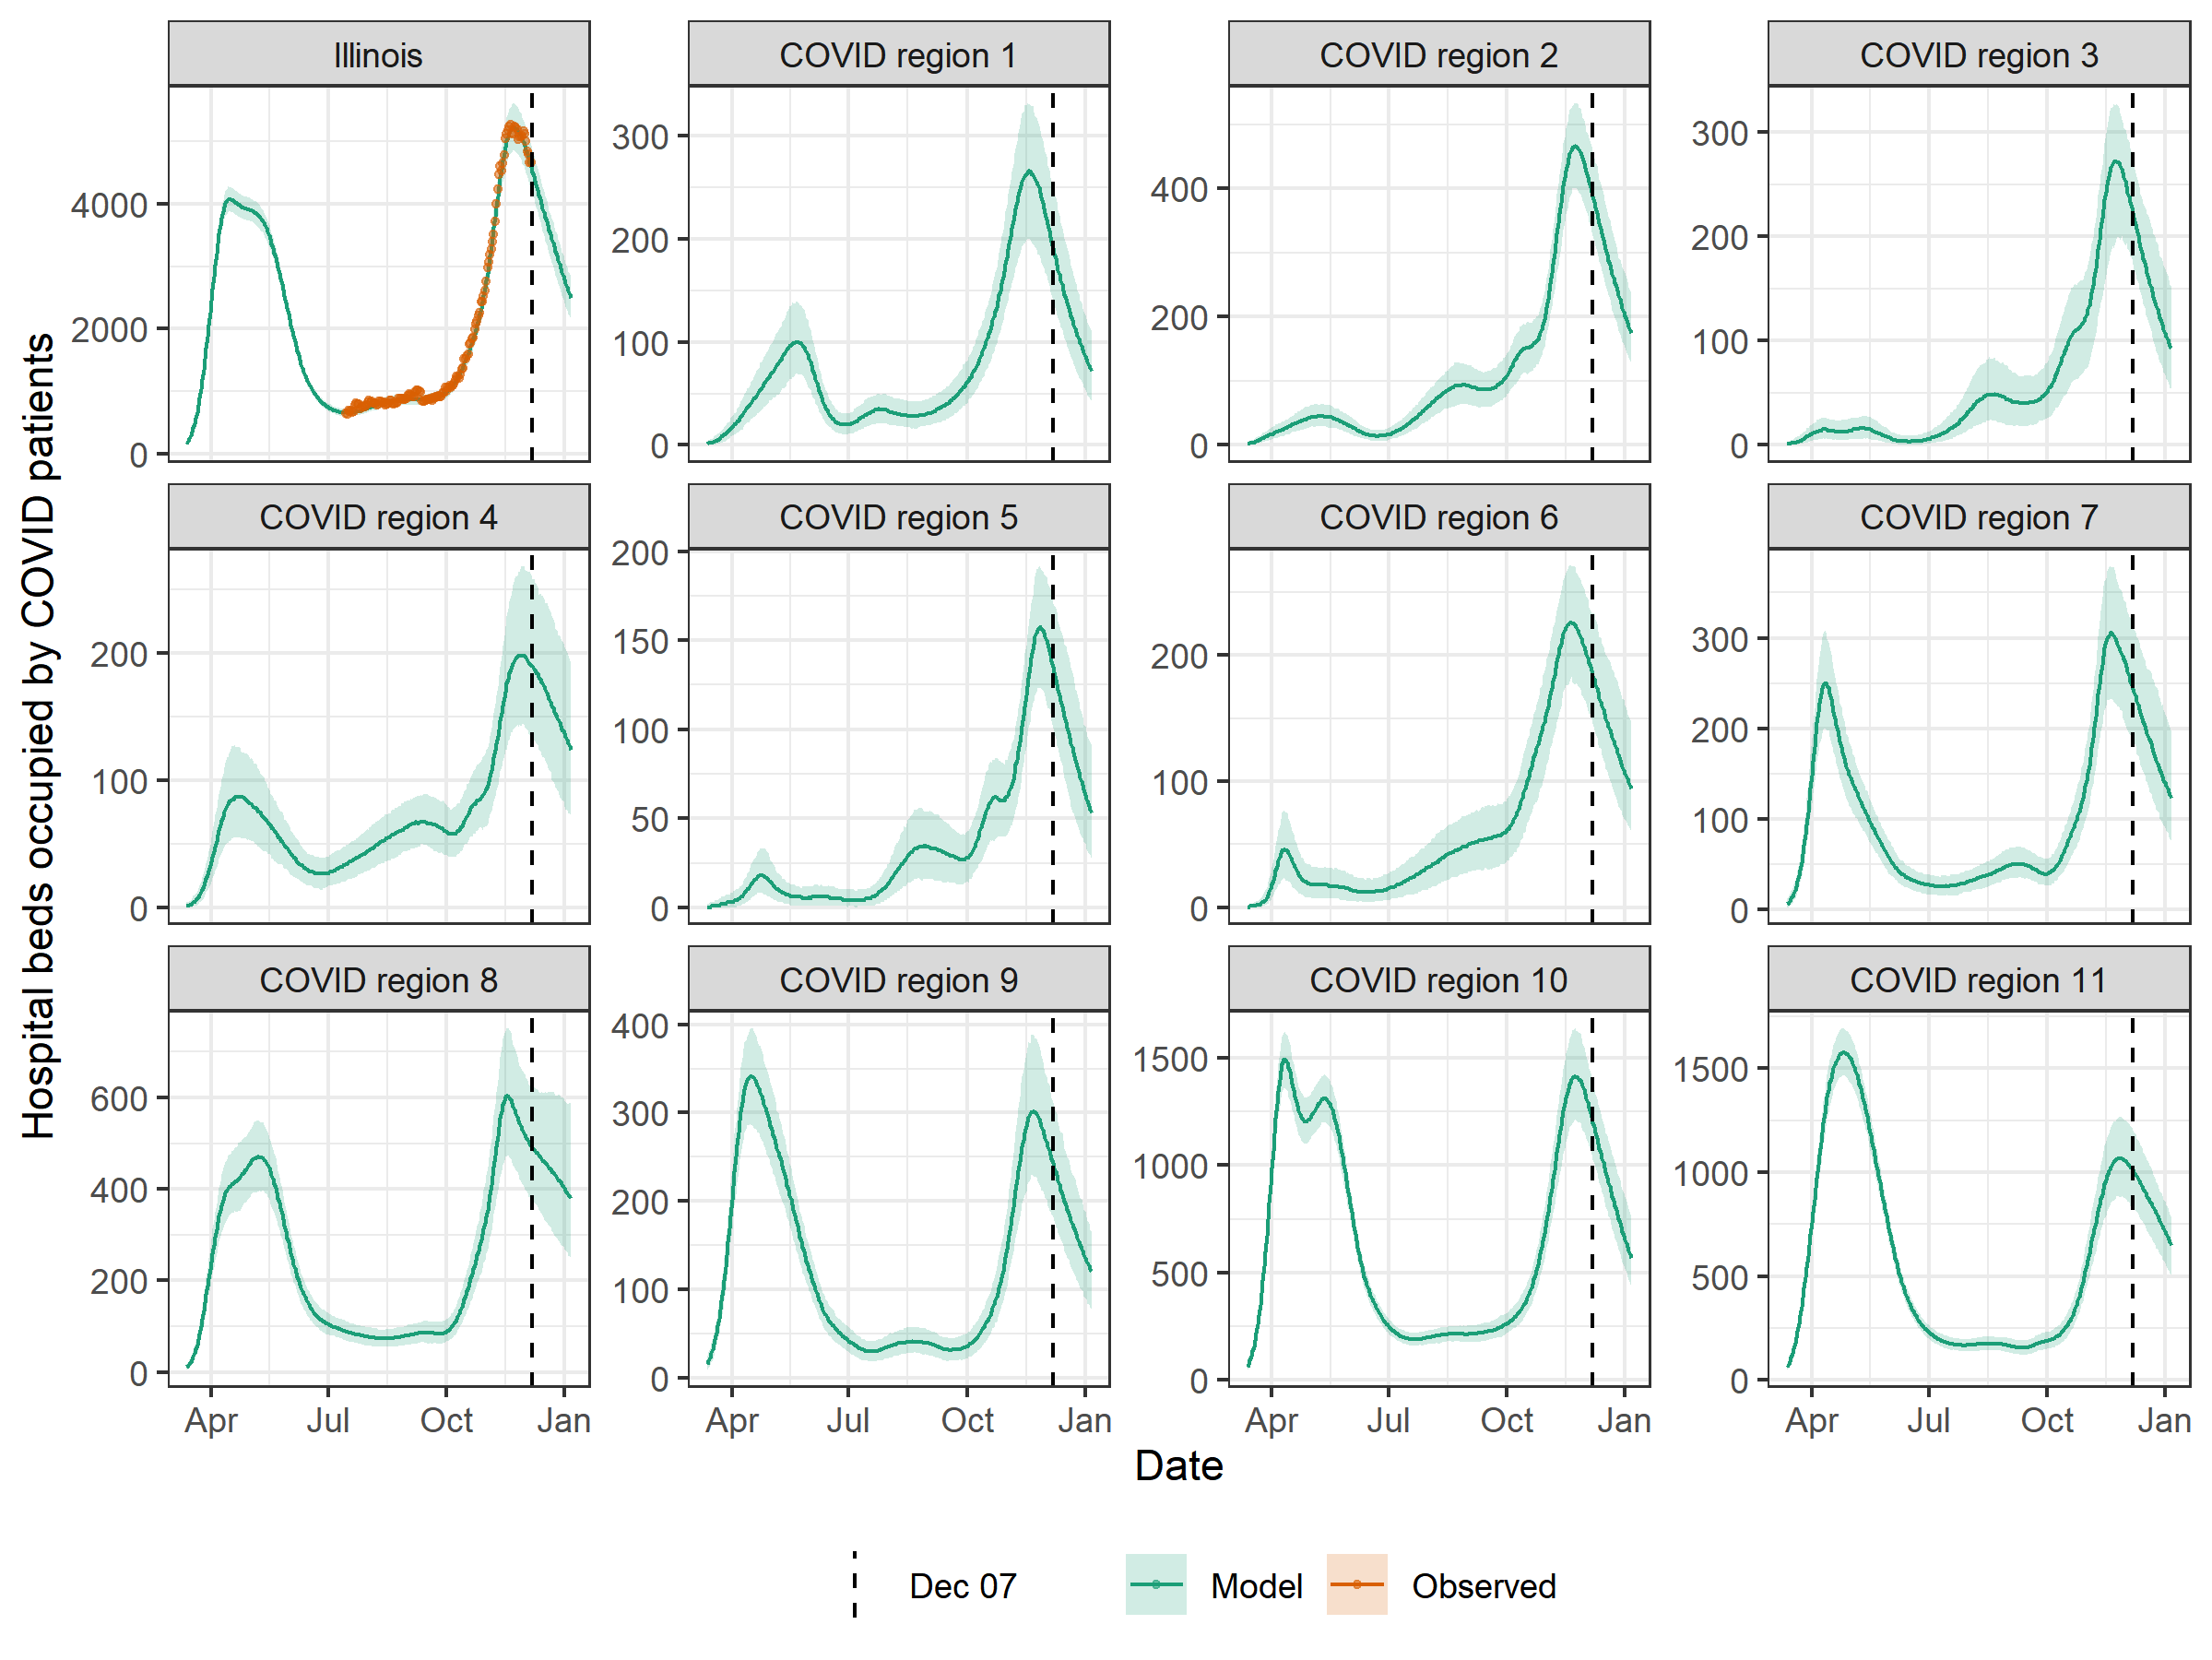 Illinois
COVID region 1
COVID region 2
COVID region 3
4000
2000
0
300
200
100
0
400
200
0
300
200
100
0
COVID region 4
COVID region 5
COVID region 6
COVID region 7
200
100
0
200
150
100
50
0
200
100
0
300
200
100
0
COVID region 8
COVID region 9
COVID region 10
COVID region 11
600
400
200
0
400
300
200
100
0
1500
1000
500
0
1500
1000
500
0
Apr Jul Oct Jan
Apr Jul Oct Jan
Apr Jul Oct Jan
Apr Jul Oct Jan
Hospital beds occupied by COVID patients
Date
Dec 07 Model Observed